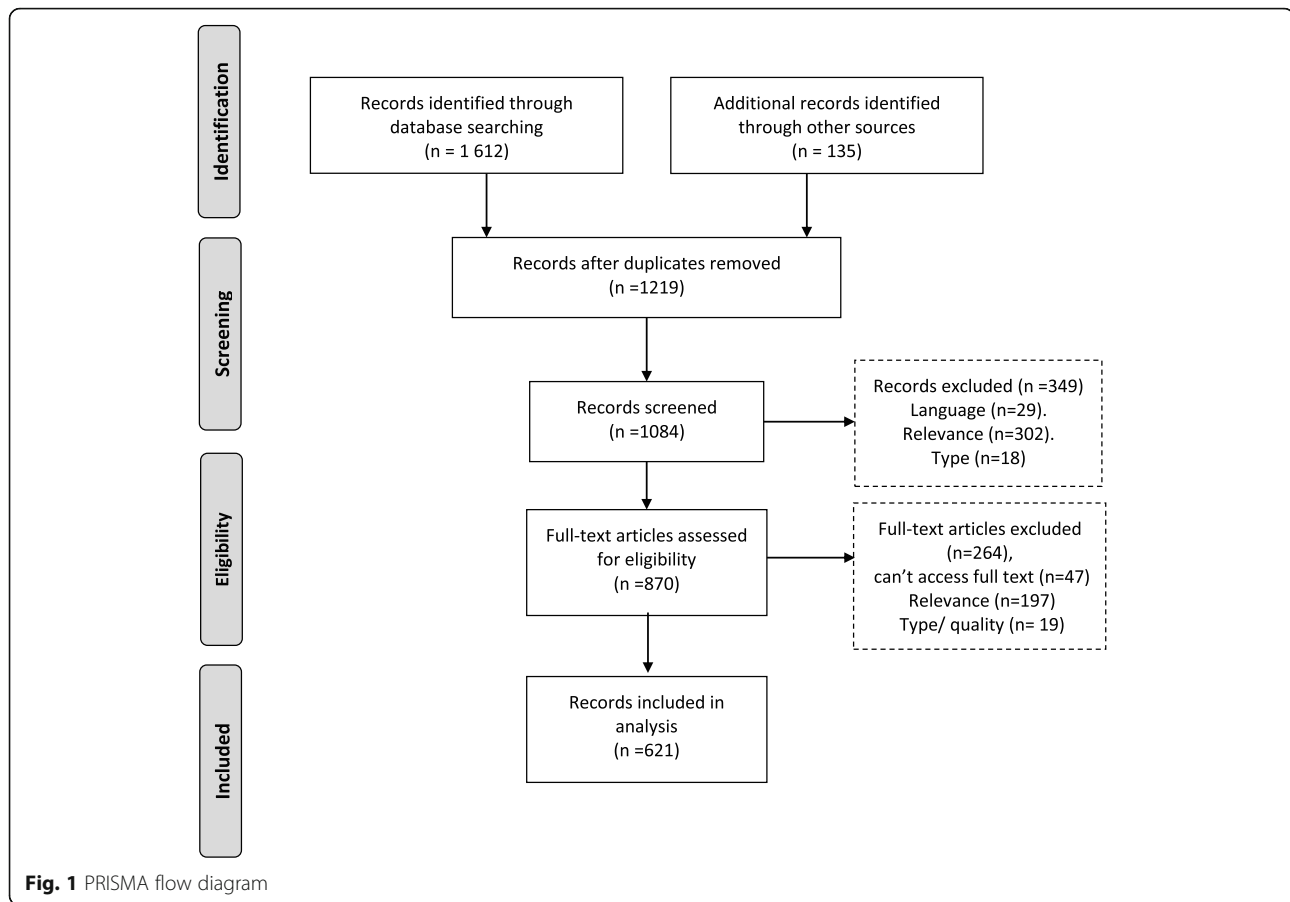 Identification
Records identified through
database searching
(n = 1 612)
Additional records identified
through other sources
(n = 135)
Screening
Records after duplicates removed
(n =1219)
Records screened
(n =1084)
Records excluded (n =349)
Language (n=29).
Relevance (n=302).
Type (n=18)
Eligibility
Full-text articles assessed
for eligibility
(n =870)
Full-text articles excluded
(n=264),
can’t access full text (n=47)
Relevance (n=197)
Type/ quality (n= 19)
Included
Records included in
analysis
(n =621)
Fig. 1 PRISMA flow diagram